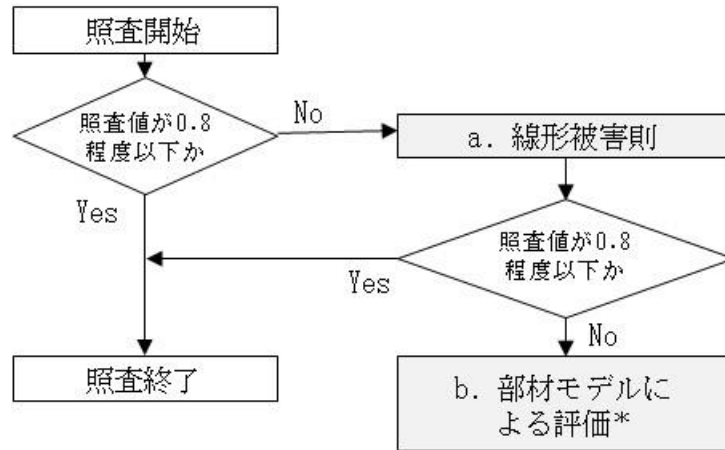 照査開始
照査値が0.8
程度以下か
No
a. 線形被害則
Yes
照査値が0.8
程度以下か
Yes
No
照査終了
b. 部材モデルに
よる評価*